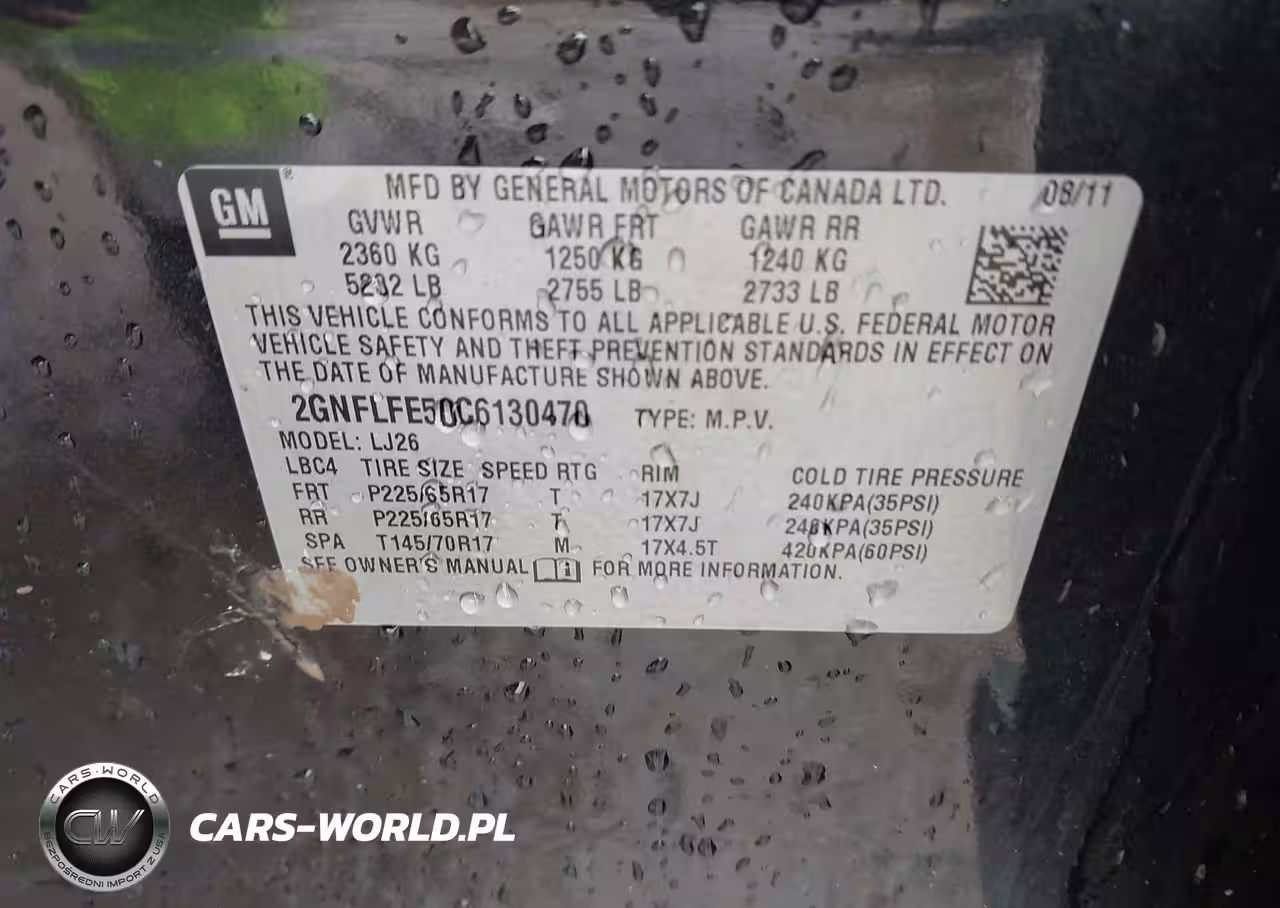 GM®
MFD BY GENERAL MOTORS OF CANADA LTD. 08/11
GVWR GAWR FRT GAWR RR
2360 KG 1250 KG 1240 KG
5202 LB 2755 LB 2733 LB
THIS VEHICLE CONFORMS TO ALL APPLICABLE U.S. FEDERAL MOTOR
VEHICLE SAFETY AND THEFT PREVENTION STANDARDS IN EFFECT ON
THE DATE OF MANUFACTURE SHOWN ABOVE.
2GNFLFE50C6130470 TYPE: M.P.V.
MODEL: LJ26
LBC4 TIRE SIZE SPEED RTG RIM COLD TIRE PRESSURE
FRT P225/65R17 T 17X7J 240KPA(35PSI)
RR P225/65R17 T 17X7J 240KPA(35PSI)
SPA T145/70R17 M 17X4.5T 420KPA(60PSI)
SEE OWNER'S MANUAL FOR MORE INFORMATION.
CARS-WORLD
CW
BEZPOŚREDNI IMPORT Z USA
CARS-WORLD.PL